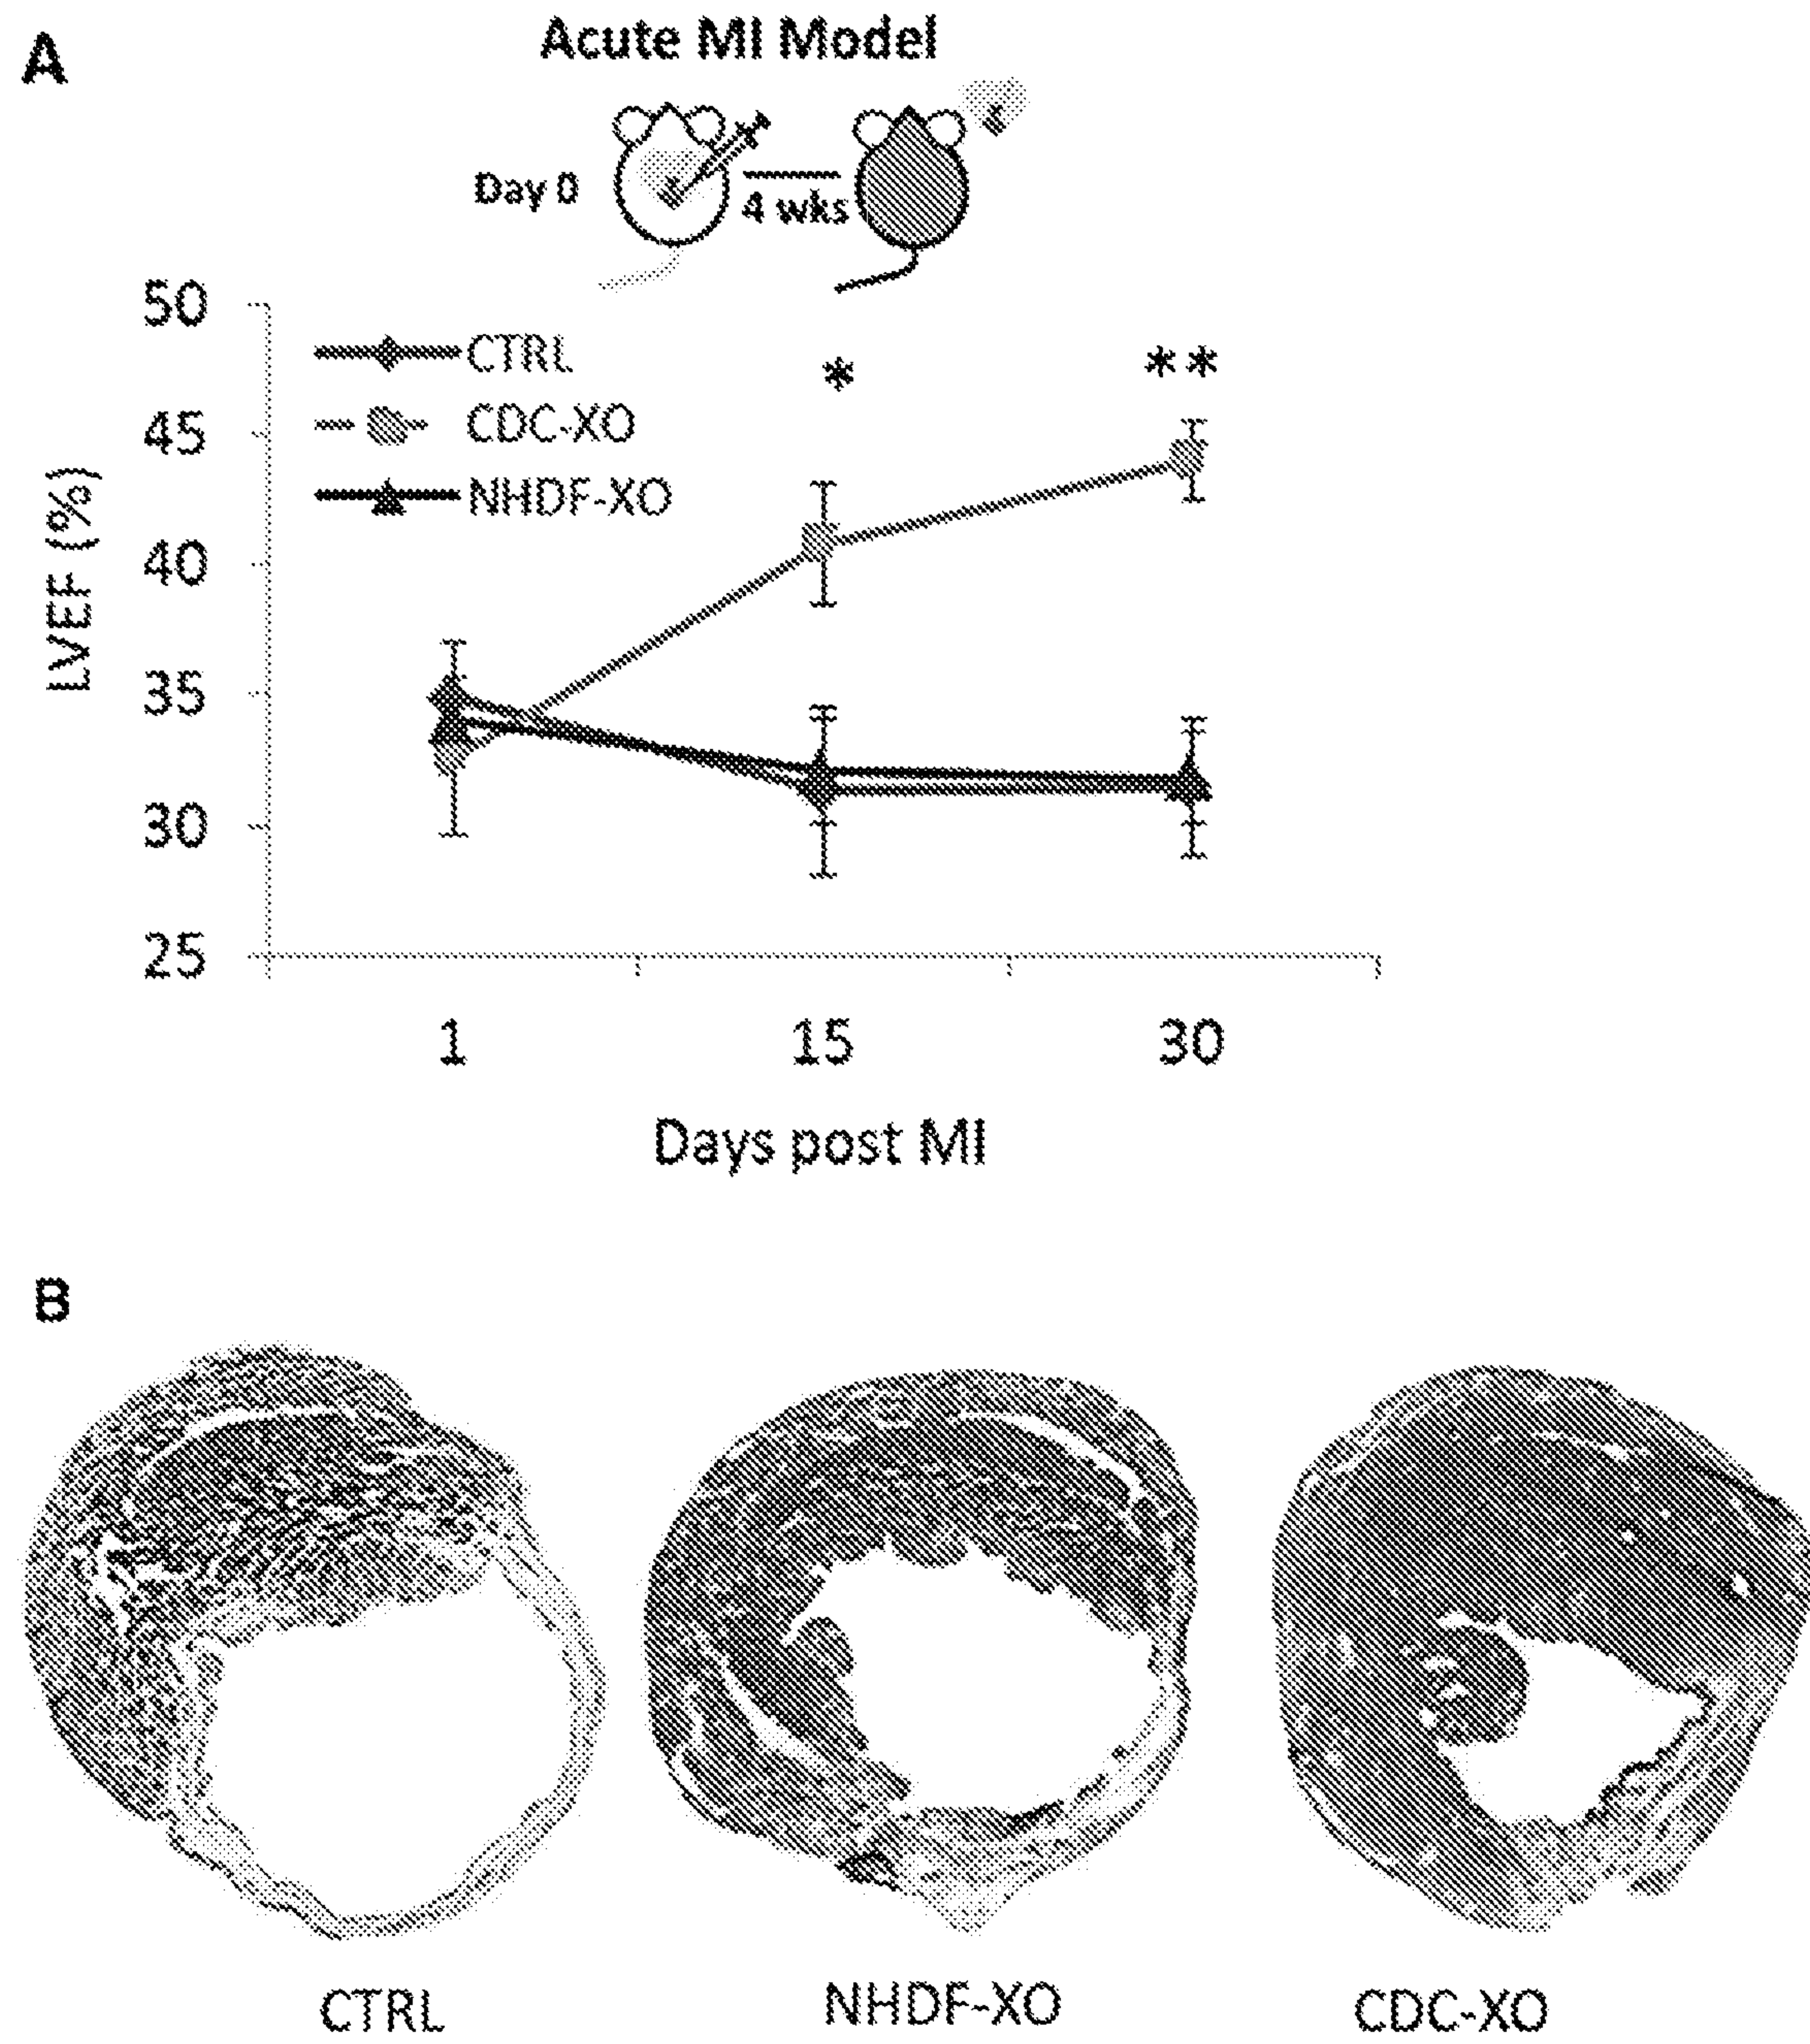 A
Acute MI Model
Day 0
4 wks
50
45
40
35
30
25
LVEF (%)
CTRL
CDC-XO
NHDF-XO
*
**
1 15 30
Days post MI
B
CTRL NHDF-XO CDC-XO